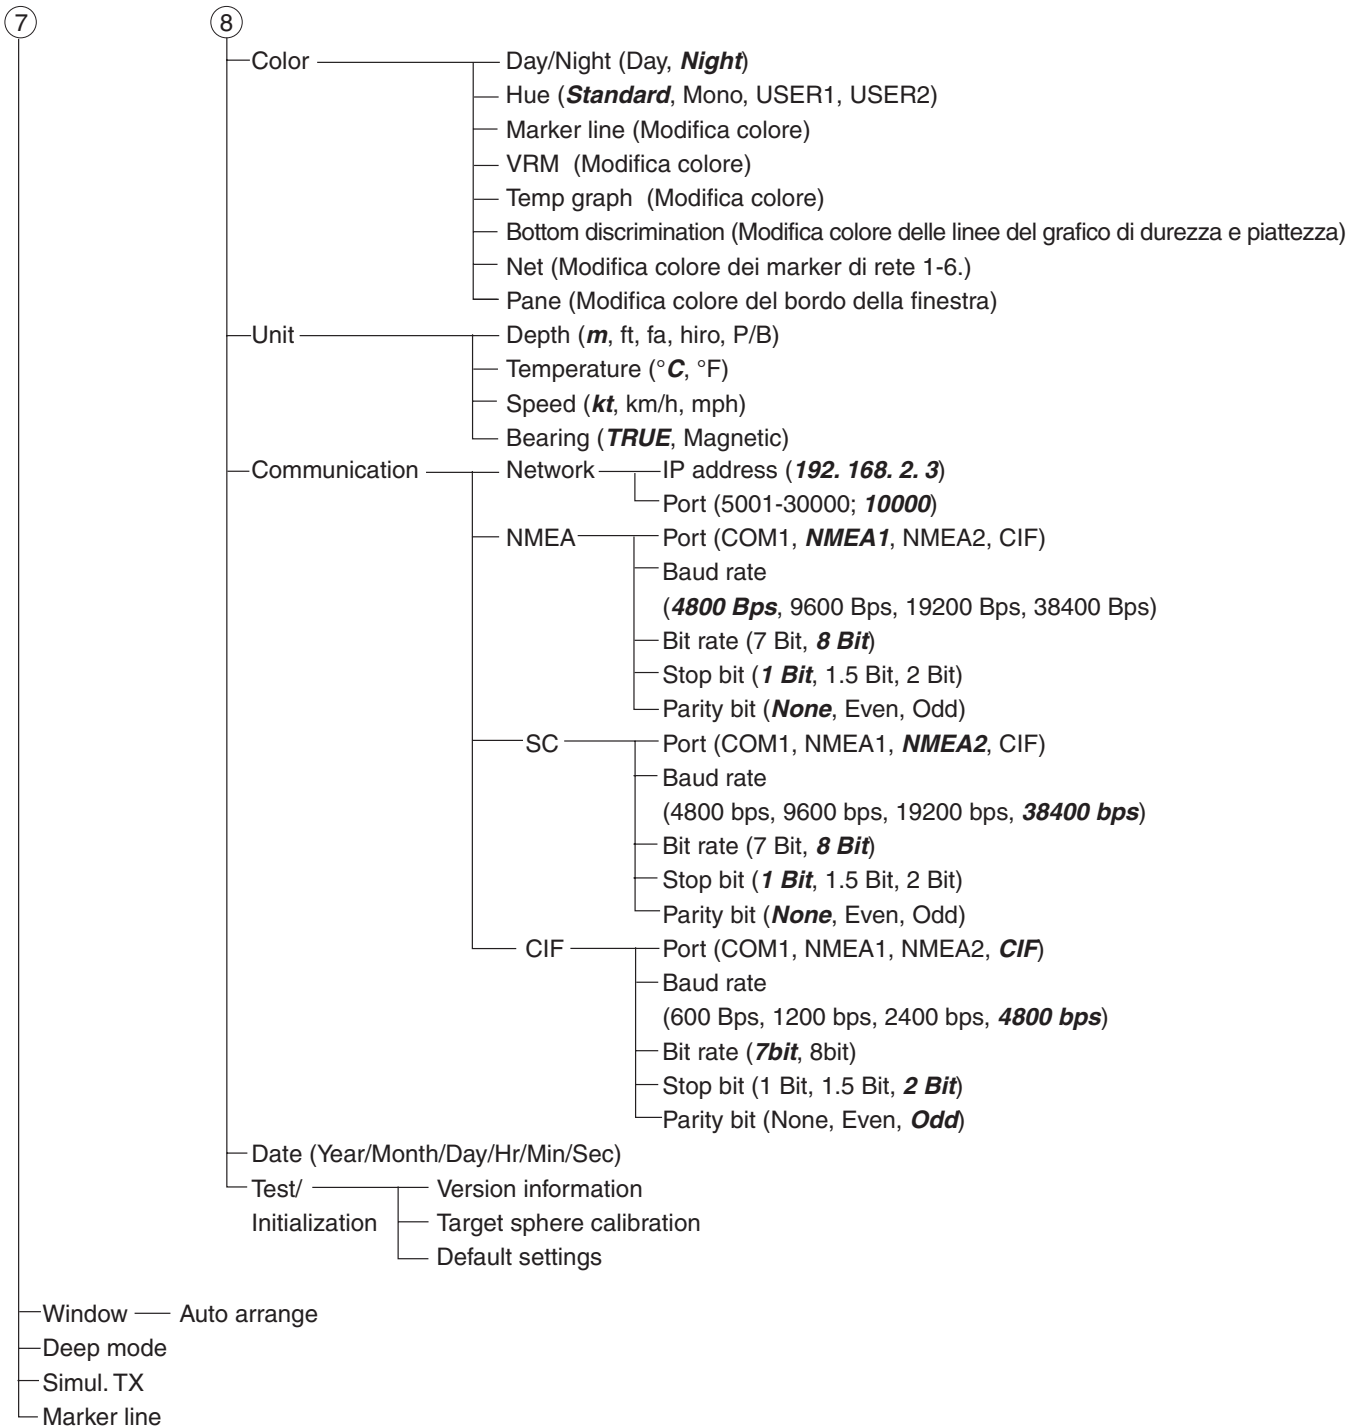 7 8
Color Day/Night (Day, Night)
Hue (Standard, Mono, USER1, USER2)
Marker line (Modifica colore)
VRM (Modifica colore)
Temp graph (Modifica colore)
Bottom discrimination (Modifica colore delle linee del grafico di durezza e piattezza)
Net (Modifica colore dei marker di rete 1-6.)
Pane (Modifica colore del bordo della finestra)
Unit Depth (m, ft, fa, hiro, P/B)
Temperature (°C, °F)
Speed (kt, km/h, mph)
Bearing (TRUE, Magnetic)
Communication Network IP address (192. 168. 2. 3)
Port (5001-30000; 10000)
NMEA Port (COM1, NMEA1, NMEA2, CIF)
Baud rate
(4800 Bps, 9600 Bps, 19200 Bps, 38400 Bps)
Bit rate (7 Bit, 8 Bit)
Stop bit (1 Bit, 1.5 Bit, 2 Bit)
Parity bit (None, Even, Odd)
SC Port (COM1, NMEA1, NMEA2, CIF)
Baud rate
(4800 bps, 9600 bps, 19200 bps, 38400 bps)
Bit rate (7 Bit, 8 Bit)
Stop bit (1 Bit, 1.5 Bit, 2 Bit)
Parity bit (None, Even, Odd)
CIF Port (COM1, NMEA1, NMEA2, CIF)
Baud rate
(600 Bps, 1200 bps, 2400 bps, 4800 bps)
Bit rate (7bit, 8bit)
Stop bit (1 Bit, 1.5 Bit, 2 Bit)
Parity bit (None, Even, Odd)
Date (Year/Month/Day/Hr/Min/Sec)
Test/ Version information
Initialization Target sphere calibration
Default settings
Window Auto arrange
Deep mode
Simul. TX
Marker line